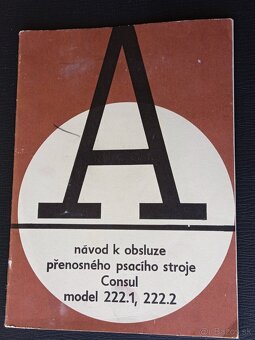 A
návod k obsluze
přenosného psacího stroje
Consul
model 222.1, 222.2